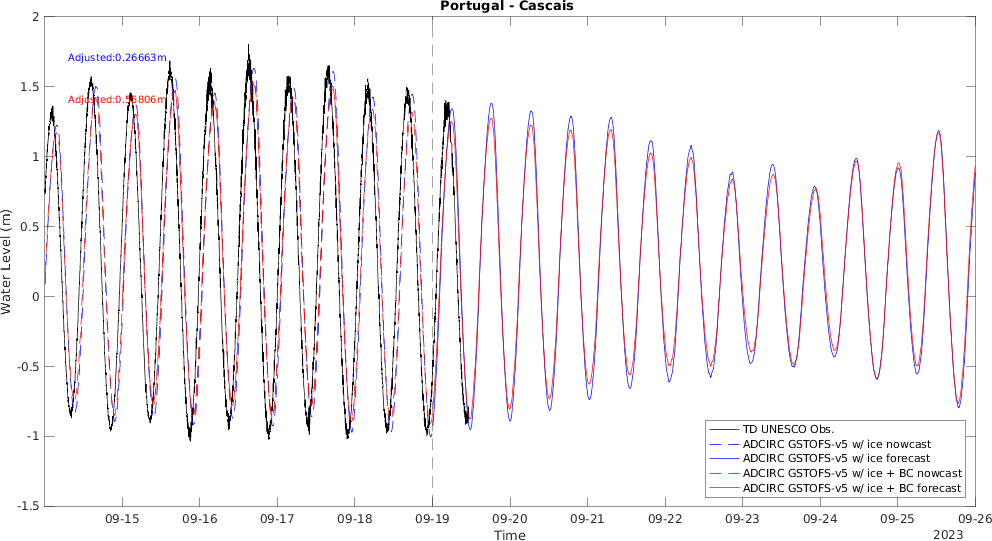 Portugal - Cascais
2
1.5
1
0.5
0
-0.5
-1
-1.5
Water Level (m)
Adjusted:0.26663m
Adjusted:0.55806m
TD UNESCO Obs.
ADCIRC GSTOFS-v5 w/ ice nowcast
ADCIRC GSTOFS-v5 w/ ice forecast
ADCIRC GSTOFS-v5 w/ ice + BC nowcast
ADCIRC GSTOFS-v5 w/ ice + BC forecast
09-15 09-16 09-17 09-18 09-19 09-20 09-21 09-22 09-23 09-24 09-25 09-26
Time
2023